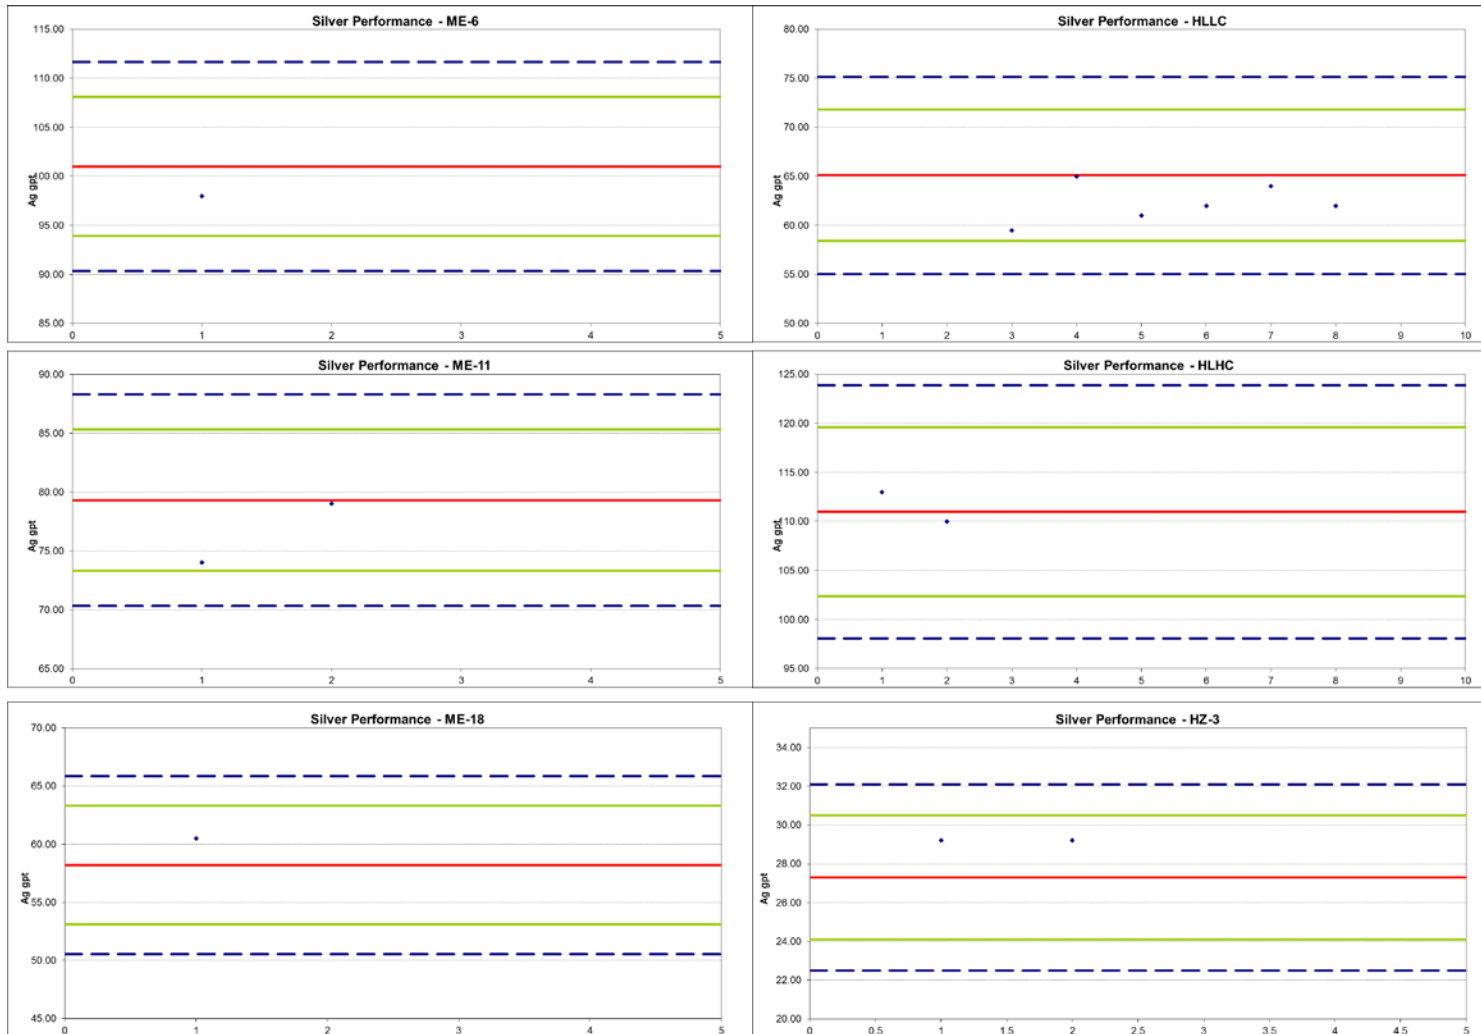 Silver Performance - ME-6
Ag gpt
115.00
110.00
105.00
100.00
95.00
90.00
85.00
0 1 2 3 4 5
Silver Performance - HLLC
Ag gpt
80.00
75.00
70.00
65.00
60.00
55.00
50.00
0 1 2 3 4 5 6 7 8 9 10
Silver Performance - ME-11
Ag gpt
90.00
85.00
80.00
75.00
70.00
65.00
0 1 2 3 4 5
Silver Performance - HLHC
Ag gpt
125.00
120.00
115.00
110.00
105.00
100.00
95.00
0 1 2 3 4 5 6 7 8 9 10
Silver Performance - ME-18
Ag gpt
70.00
65.00
60.00
55.00
50.00
45.00
0 1 2 3 4 5
Silver Performance - HZ-3
Ag gpt
34.00
32.00
30.00
28.00
26.00
24.00
22.00
20.00
0 0.5 1 1.5 2 2.5 3 3.5 4 4.5 5